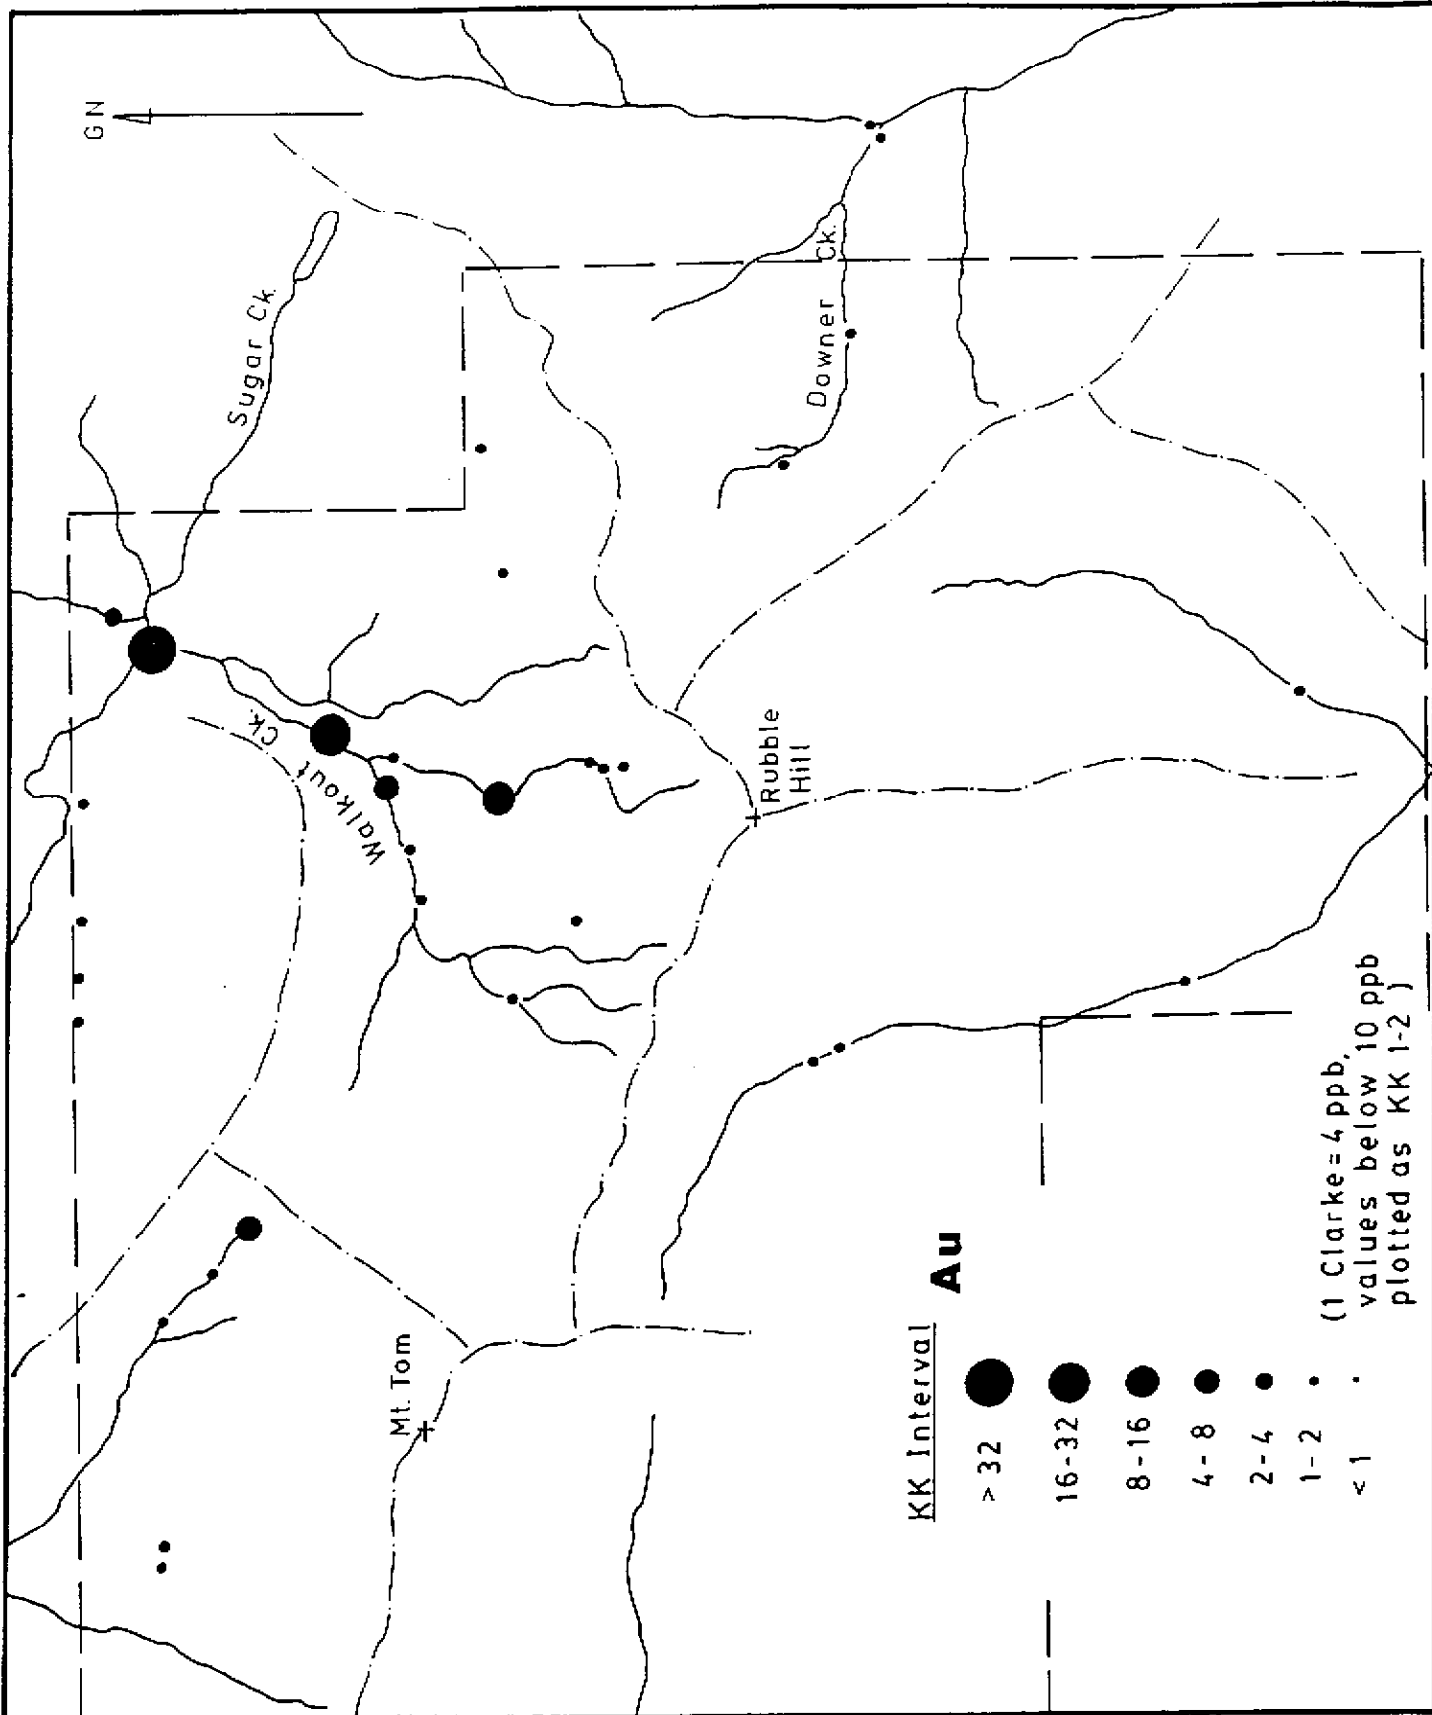 GN
Sugar Ck.
Walkout Ck.
Downer Ck.
Rubble
Hill
Mt. Tom
KK Interval
Au
> 32
16-32
8-16
4-8
2-4
1-2
< 1
(1 Clarke = 4 ppb,
values below 10 ppb
plotted as KK 1-2 )